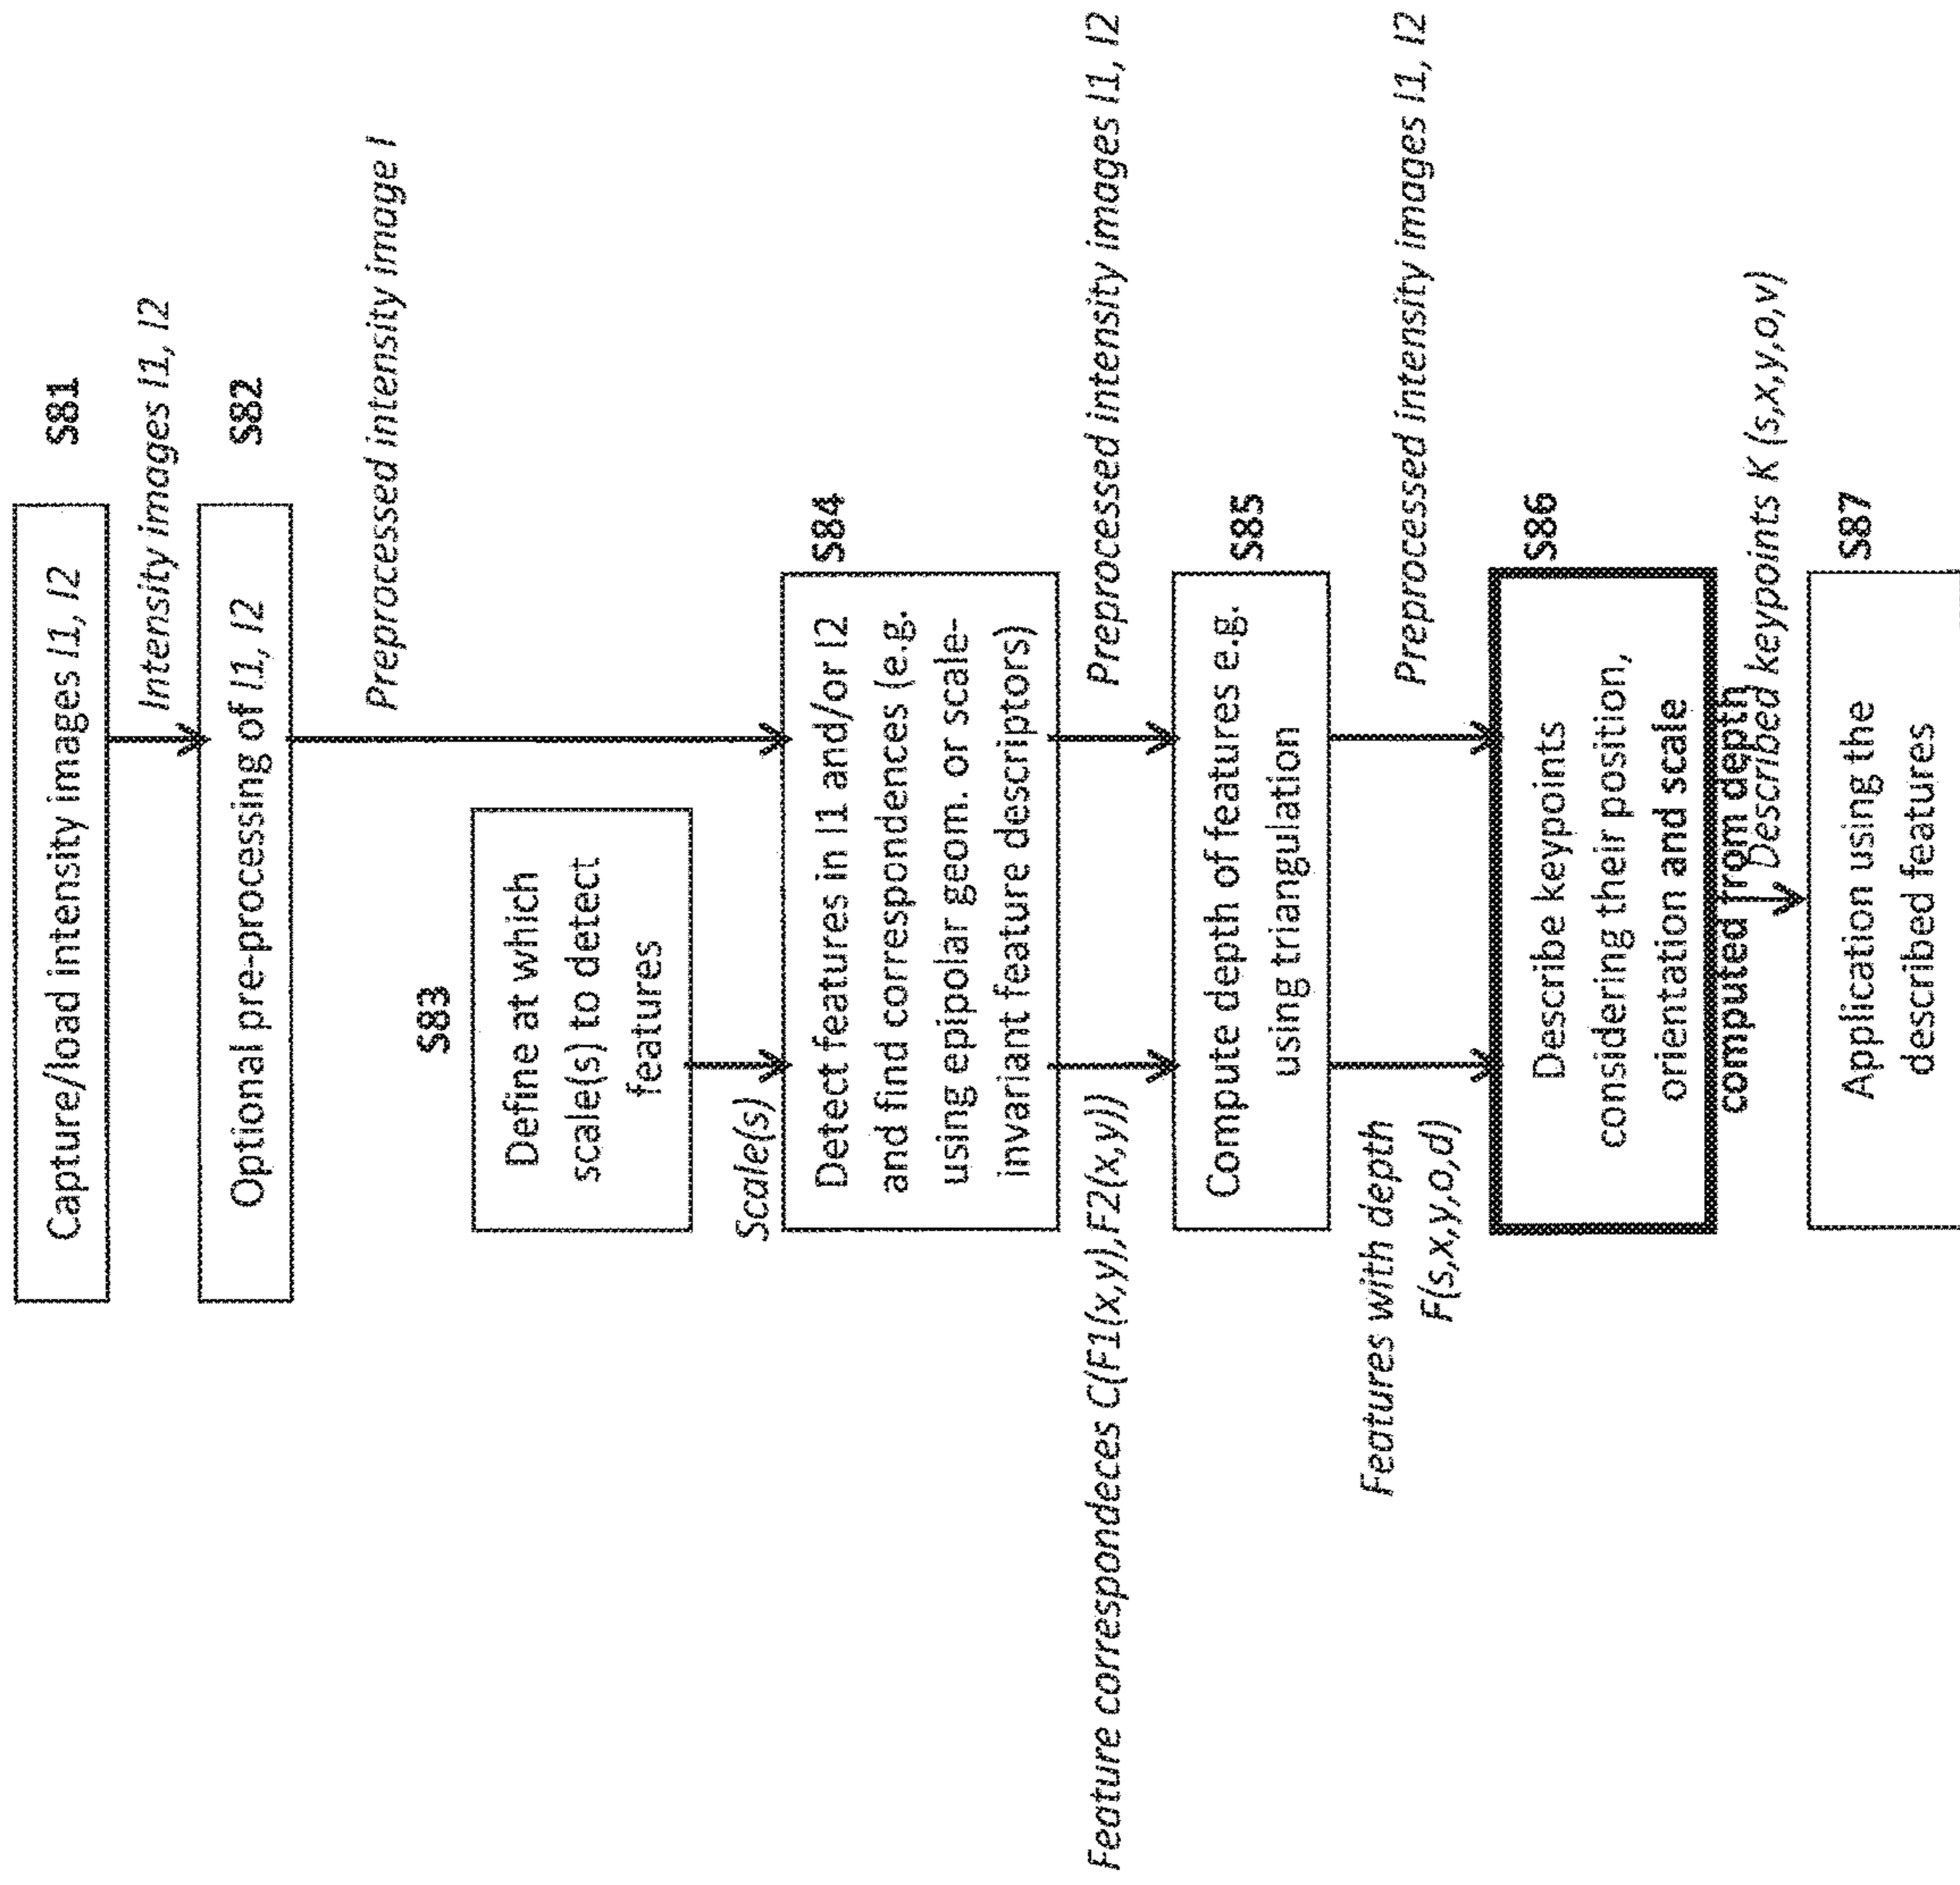 Capture/load intensity images I1, I2
S81
Intensity images I1, I2
Optional pre-processing of I1, I2
S82
Preprocessed intensity image I
S83
Define at which
scale(s) to detect
features
Scale(s)
Detect features in I1 and/or I2
and find correspondences (e.g.
using epipolar geom. or scale-
invariant feature descriptors)
S84
Feature correspondeces C(F1(x,y),F2(x,y))
Preprocessed intensity images I1, I2
Compute depth of features e.g.
using triangulation
S85
Features with depth
F(s,x,y,o,d)
Preprocessed intensity images I1, I2
Describe keypoints
considering their position,
orientation and scale
computed from depth
S86
Described keypoints K (s,x,y,o,v)
Application using the
described features
S87